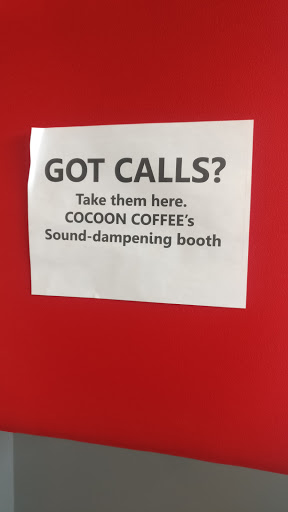 GOT CALLS?
Take them here.
COCOON COFFEE's
Sound-dampening booth